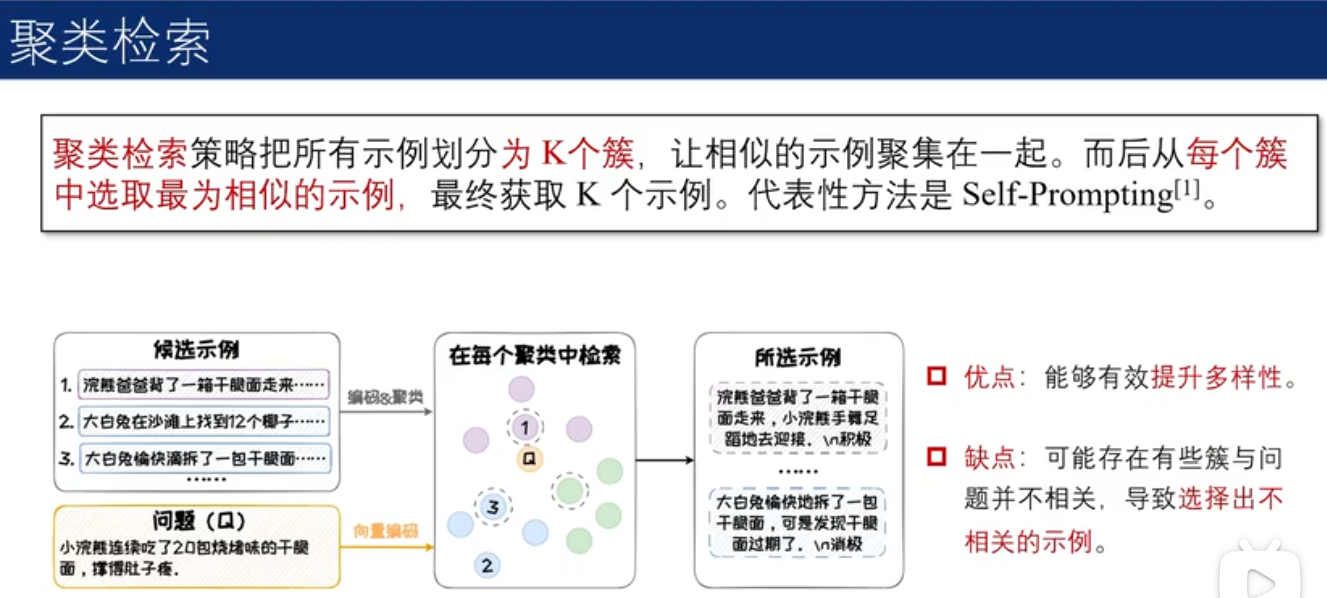 聚类检索
聚类检索策略把所有示例划分为 K个簇，让相似的示例聚集在一起。而后从每个簇
中选取最为相似的示例，最终获取 K 个示例。代表性方法是 Self-Prompting[1]。
候选示例
1. 浣熊爸爸背了一箱干脆面走来……
2. 大白兔在沙滩上找到12个椰子……
3. 大白兔愉快滴拆了一包干脆面……
……
问题（Q）
小浣熊连续吃了20包烧烤味的干脆
面，撑得肚子疼.
编码&聚类
向量编码
在每个聚类中检索
1
Q
3
2
所选示例
浣熊爸爸背了一箱干脆
面走来，小浣熊手舞足
蹈地去迎接。\n积极
……
大白兔愉快地拆了一包
干脆面，可是发现干脆
面过期了。\n消极
优点：能够有效提升多样性。
缺点：可能存在有些簇与问
题并不相关，导致选择出不
相关的示例。